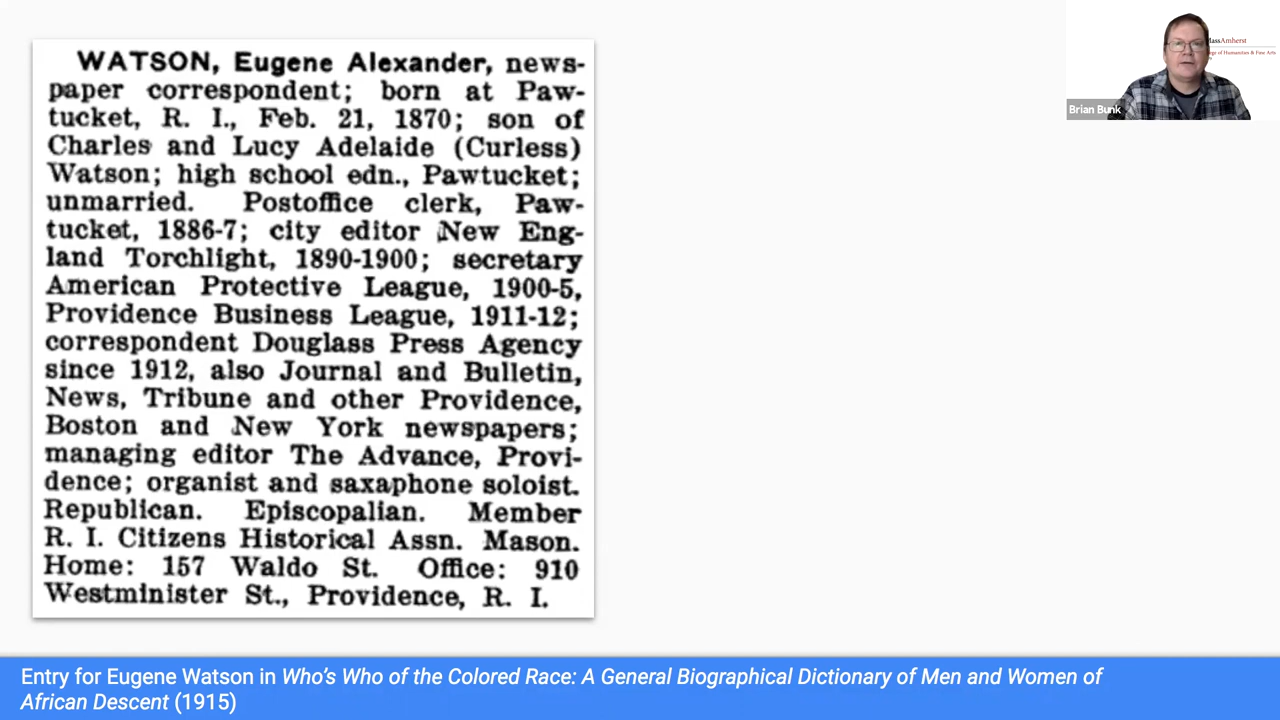 WATSON, Eugene Alexander, news-
paper correspondent; born at Paw-
tucket, R. I., Feb. 21, 1870; son of
Charles and Lucy Adelaide (Curless)
Watson; high school edn., Pawtucket;
unmarried. Postoffice clerk, Paw-
tucket, 1886-7; city editor New Eng-
land Torchlight, 1890-1900; secretary
American Protective League, 1900-5,
Providence Business League, 1911-12;
correspondent Douglass Press Agency
since 1912, also Journal and Bulletin,
News, Tribune and other Providence,
Boston and New York newspapers;
managing editor The Advance, Provi-
dence; organist and saxaphone soloist.
Republican. Episcopalian. Member
R. I. Citizens Historical Assn. Mason.
Home: 157 Waldo St. Office: 910
Westminister St., Providence, R. I.
Entry for Eugene Watson in Who's Who of the Colored Race: A General Biographical Dictionary of Men and Women of
African Descent (1915)
Amherst
of Humanities & Fine Arts
Brian Bunk